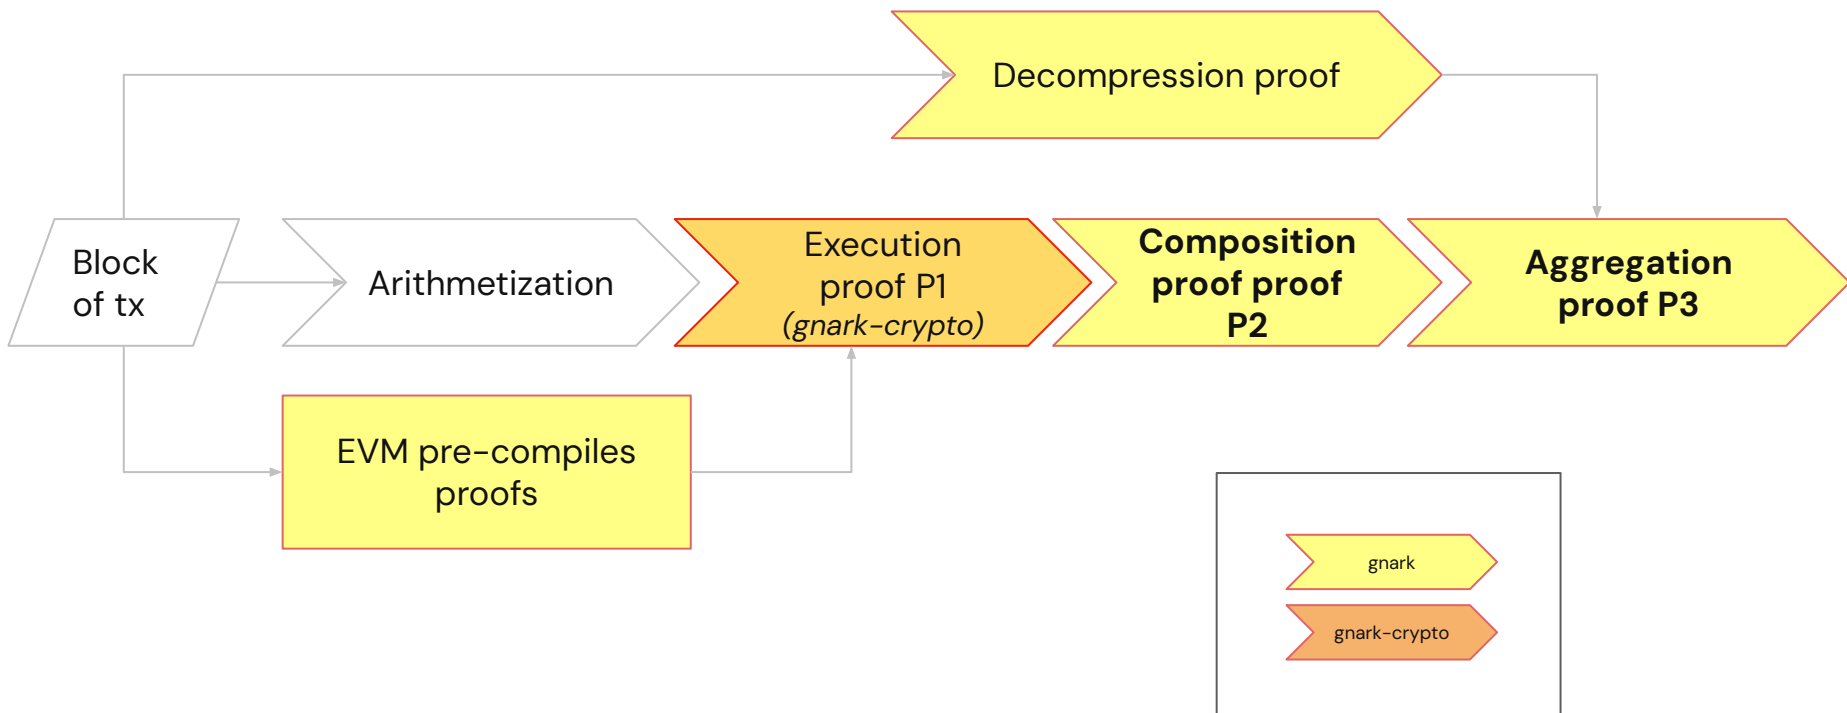 Decompression proof
Block
of tx
Arithmetization
Execution
proof P1
(gnark-crypto)
Composition
proof proof
P2
Aggregation
proof P3
EVM pre-compiles
proofs
gnark
gnark-crypto